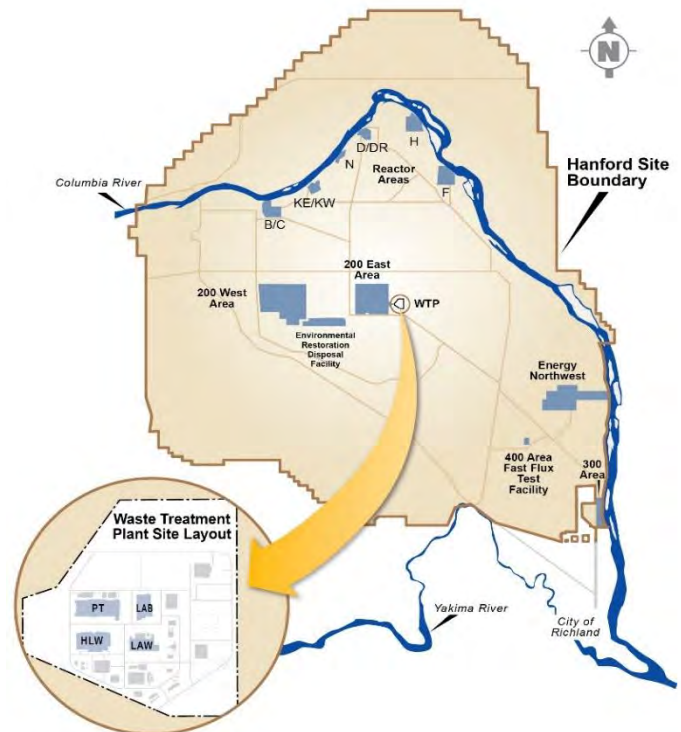 N
D/DR
H
N
Reactor
Areas
F
Hanford Site
Boundary
Columbia River
KE/KW
B/C
200 East
Area
200 West
Area
WTP
Environmental
Restoration
Disposal
Facility
Energy
Northwest
400 Area
Fast Flux
Test
Facility
300
Area
Waste Treatment
Plant Site Layout
PT
LAB
HLW
LAW
Yakima River
City of
Richland